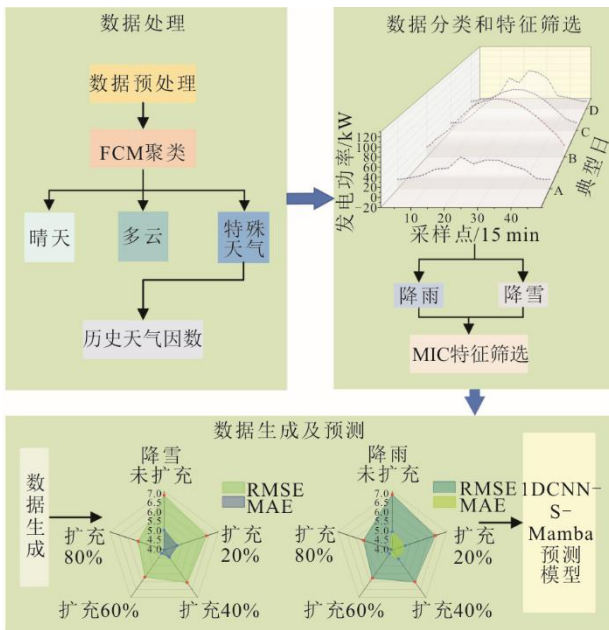 数据处理
数据预处理
FCM聚类
晴天
多云
特殊
天气
历史天气因数
数据分类和特征筛选
发电功率/kW
120
100
80
60
40
20
0
−20
10
20
30
40
采样点/15 min
A
B
C
D
典型日
降雨
降雪
MIC特征筛选
数据生成及预测
数据
生成
降雪
未扩充
7.0
6.5
6.0
5.5
5.0
4.5
4.0
RMSE
MAE
扩充
20%
扩充40%
扩充60%
扩充
80%
降雨
未扩充
7.0
6.5
6.0
5.5
5.0
4.5
4.0
RMSE
MAE
扩充
20%
扩充40%
扩充60%
扩充
80%
1DCNN-
S-
Mamba
预测
模型